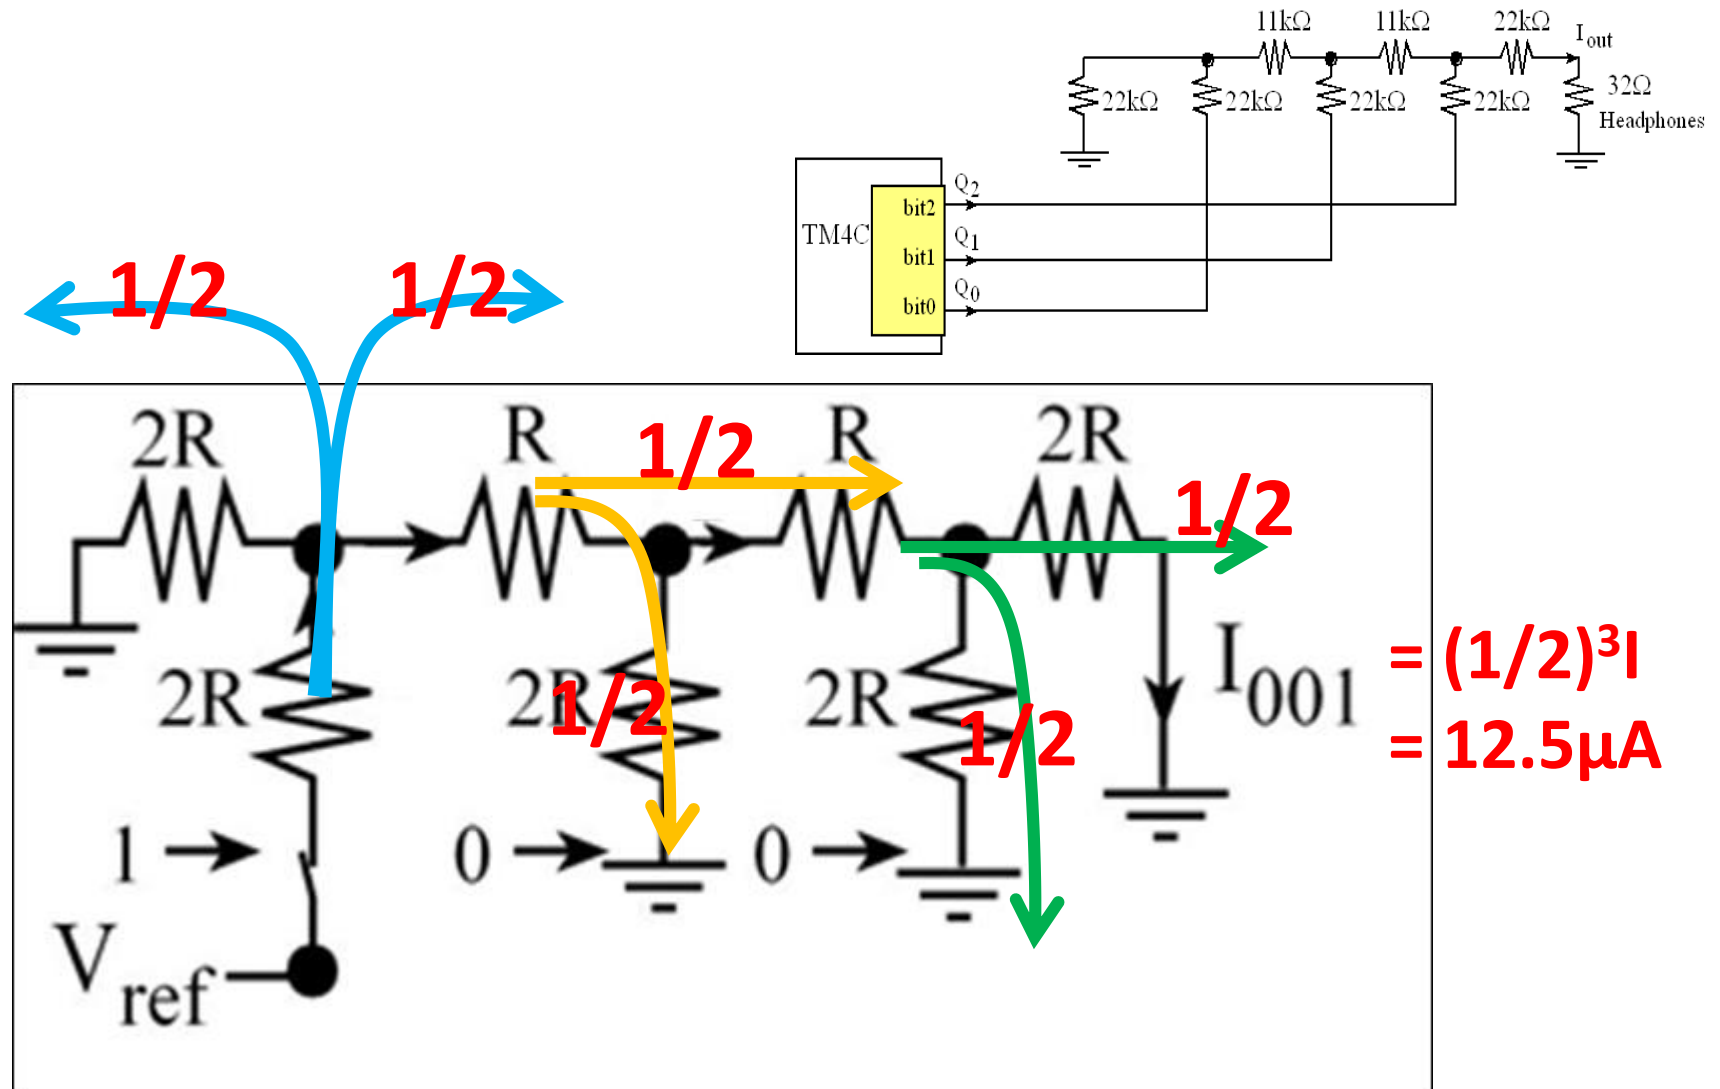 11kΩ 11kΩ 22kΩ I out
22kΩ 22kΩ 22kΩ 22kΩ 32Ω
Headphones
TM4C
bit2 Q2
bit1 Q1
bit0 Q0
1/2 1/2
2R R 1/2 R 2R 1/2
2R 2R 1/2 2R 1/2 I001 = (1/2)³I
= 12.5µA
1 0 0
Vref